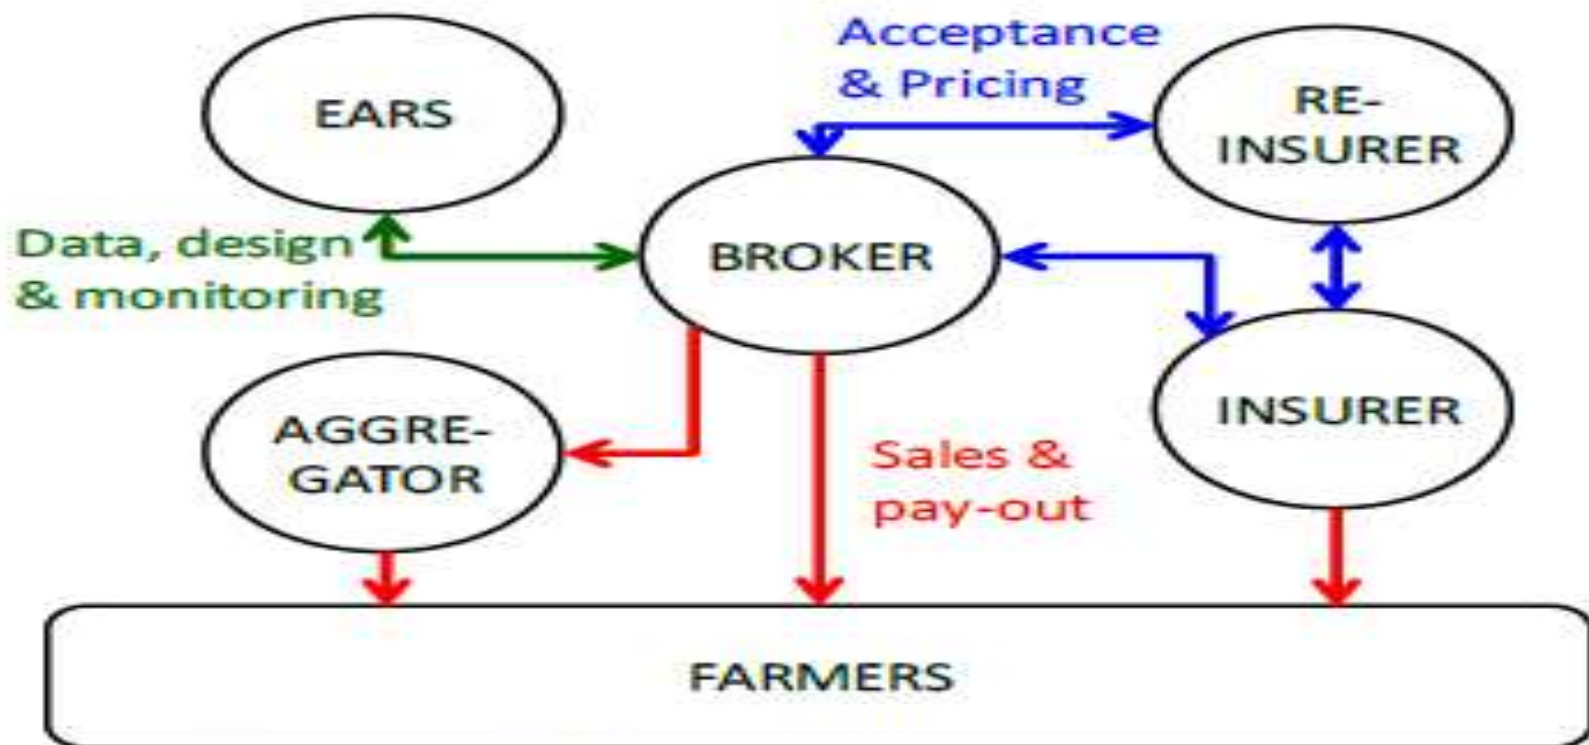 Acceptance
& Pricing
EARS
RE-
INSURER
Data, design
& monitoring
BROKER
AGGRE-
GATOR
Sales &
pay-out
INSURER
FARMERS